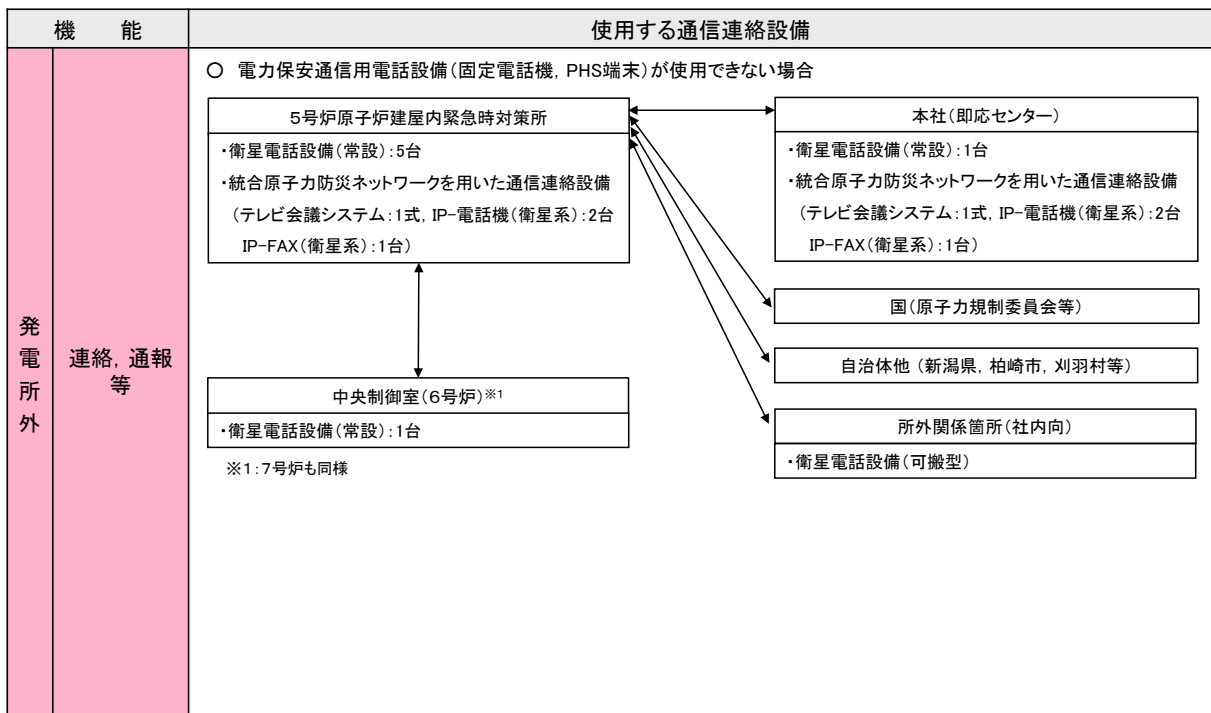 機　能
使用する通信連絡設備
発電所外
連絡，通報等
○　電力保安通信用電話設備（固定電話機，PHS端末）が使用できない場合
５号炉原子炉建屋内緊急時対策所
・衛星電話設備（常設）：5台
・統合原子力防災ネットワークを用いた通信連絡設備
（テレビ会議システム：1式，IP-電話機（衛星系）：2台
IP-FAX（衛星系）：1台）
本社（即応センター）
・衛星電話設備（常設）：1台
・統合原子力防災ネットワークを用いた通信連絡設備
（テレビ会議システム：1式，IP-電話機（衛星系）：2台
IP-FAX（衛星系）：1台）
国（原子力規制委員会等）
自治体他 （新潟県，柏崎市，刈羽村等）
中央制御室（６号炉）※1
・衛星電話設備（常設）：1台
※１：７号炉も同様
所外関係箇所（社内向）
・衛星電話設備（可搬型）